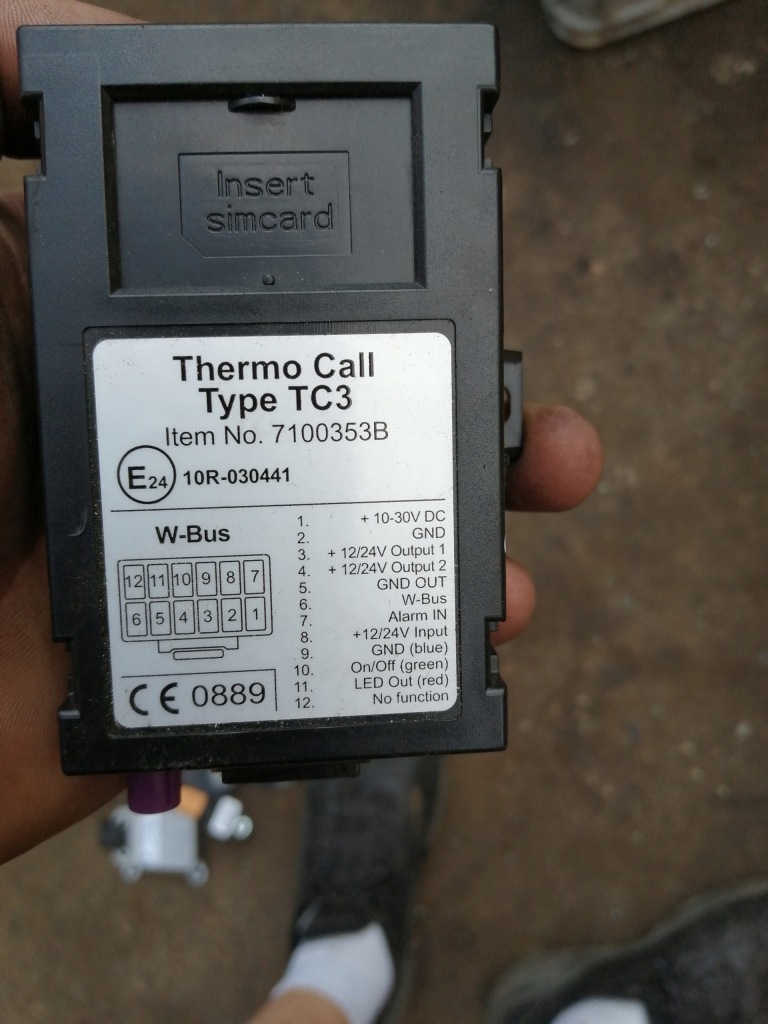 Insert
simcard
Thermo Call
Type TC3
Item No. 7100353B
E24 10R-030441
W-Bus
12 11 10 9 8 7
6 5 4 3 2 1
CE 0889
1. + 10-30V DC
2. GND
3. + 12/24V Output 1
4. + 12/24V Output 2
5. GND OUT
6. W-Bus
7. Alarm IN
8. +12/24V Input
9. GND (blue)
10. On/Off (green)
11. LED Out (red)
12. No function